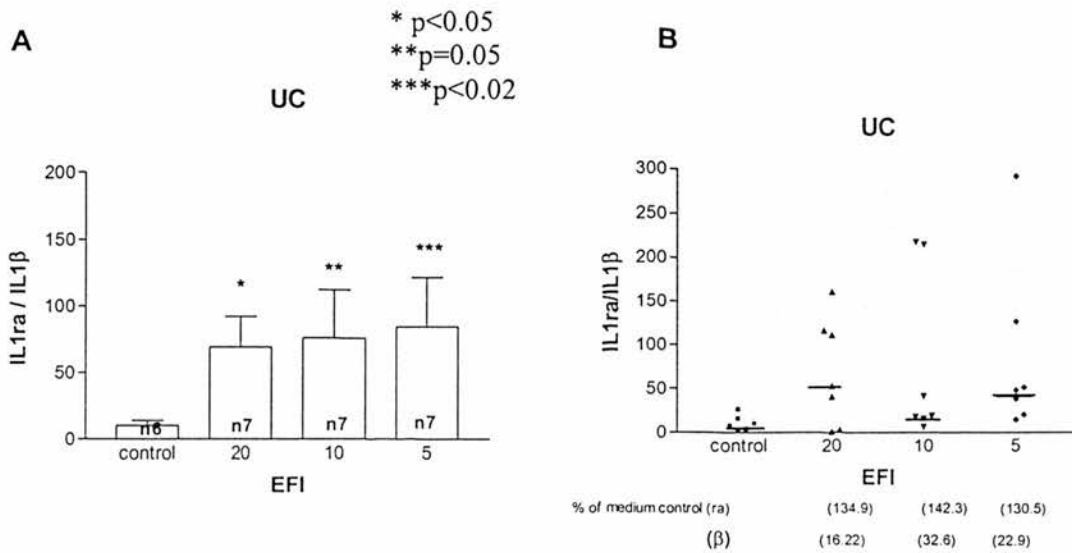 A
* p<0.05
**p=0.05
***p<0.02
UC
200
150
100
50
0
IL1ra / IL1β
*
**
***
n6
n7
n7
n7
control
20
10
5
EFI
B
UC
300
250
200
150
100
50
0
IL1ra/IL1β
control
20
10
5
EFI
% of medium control (ra)
(134.9)
(142.3)
(130.5)
(β)
(16.22)
(32.6)
(22.9)